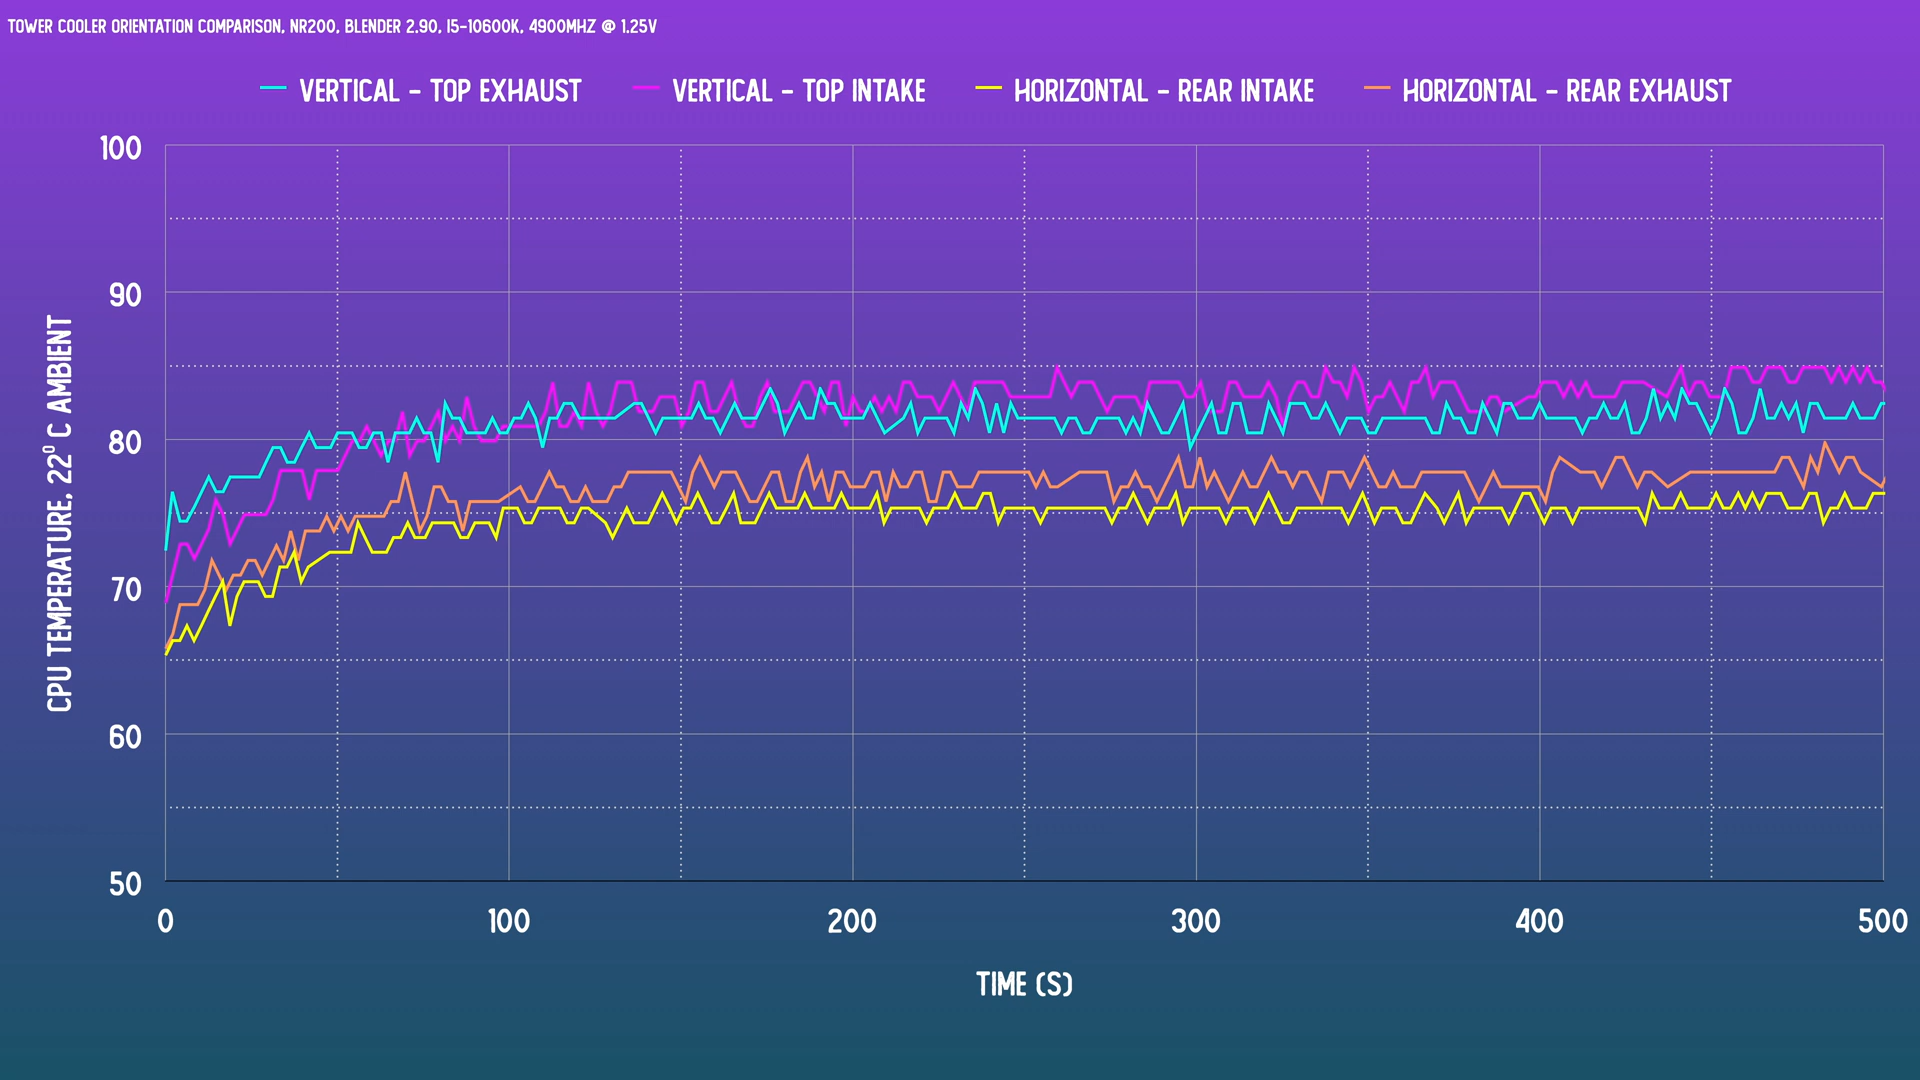 TOWER COOLER ORIENTATION COMPARISON, NR200, BLENDER 2.90, I5-10600K, 4900MHZ @ 1.25V
VERTICAL - TOP EXHAUST VERTICAL - TOP INTAKE HORIZONTAL - REAR INTAKE HORIZONTAL - REAR EXHAUST
100
90
80
70
60
50
CPU TEMPERATURE, 22⁰ C AMBIENT
0 100 200 300 400 500
TIME (S)